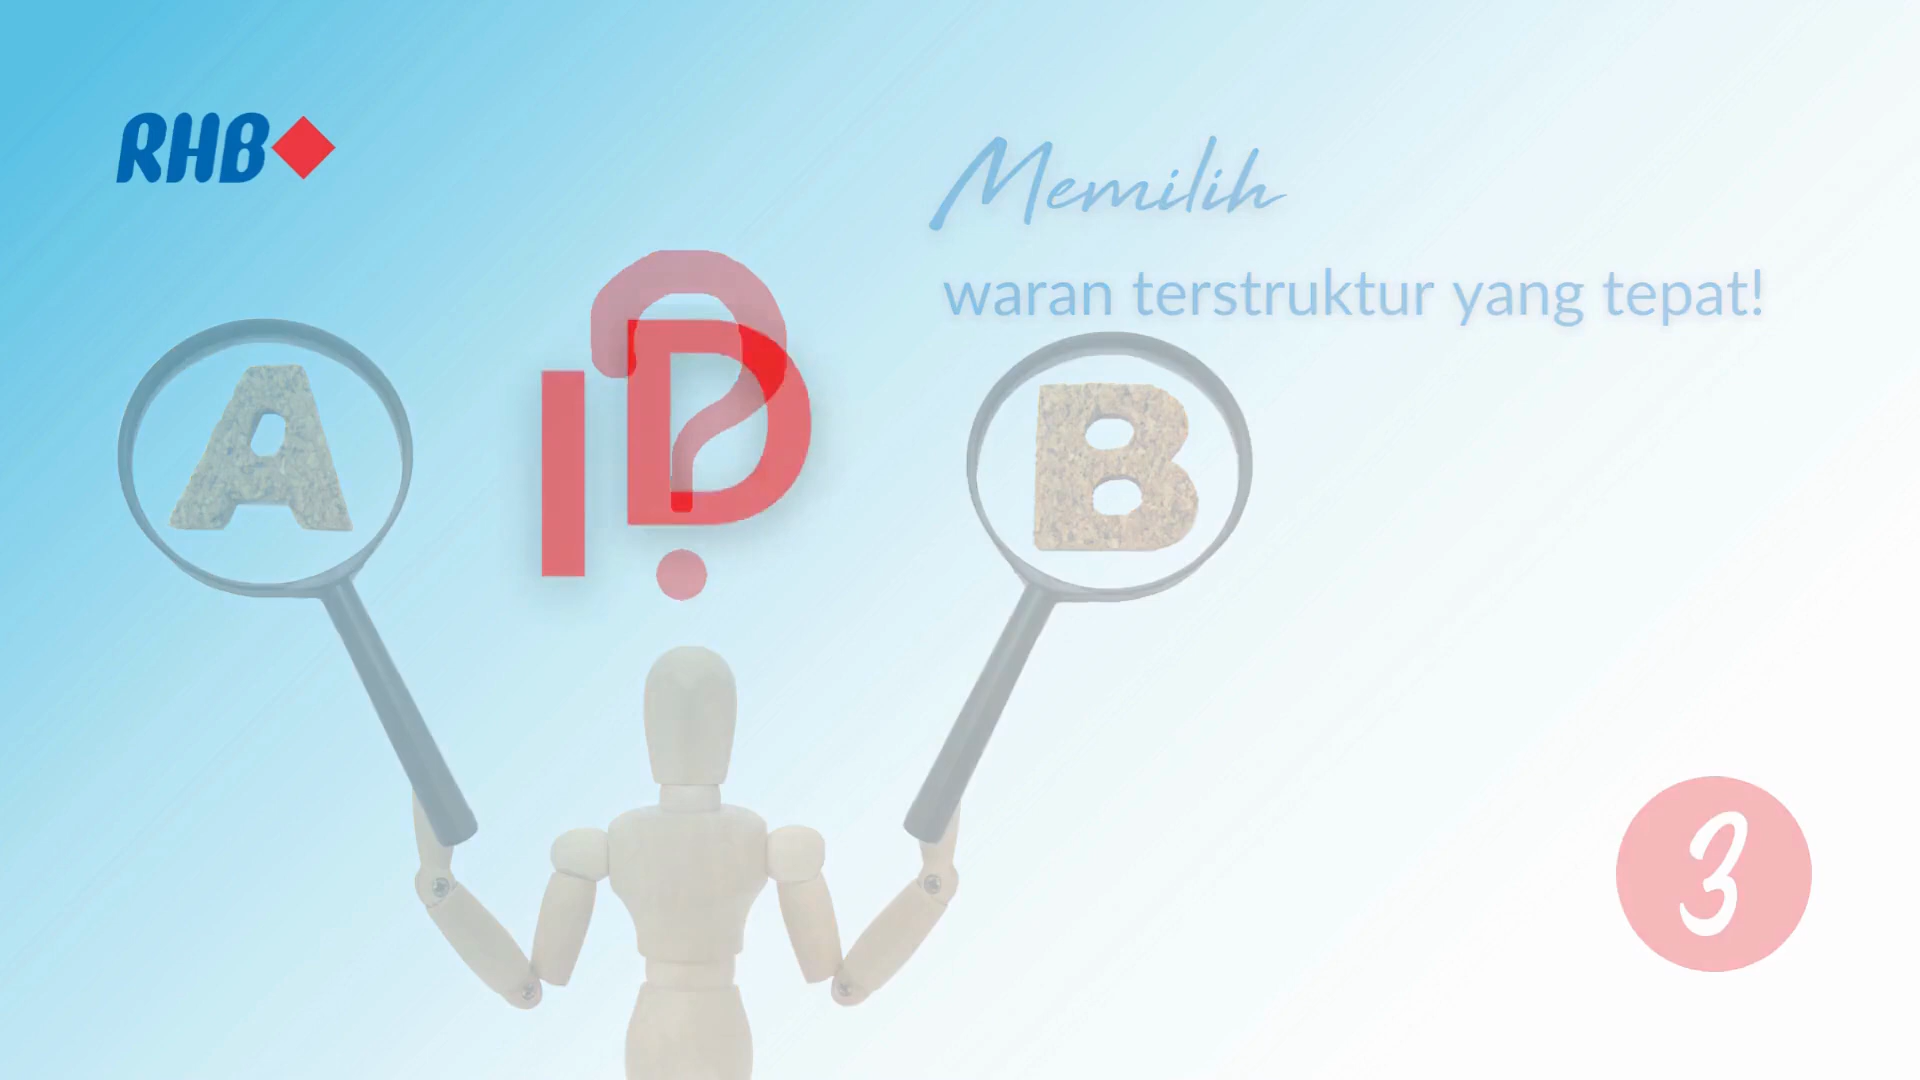 RHB
Memilih
waran terstruktur yang tepat!
A
ID
?
B
3